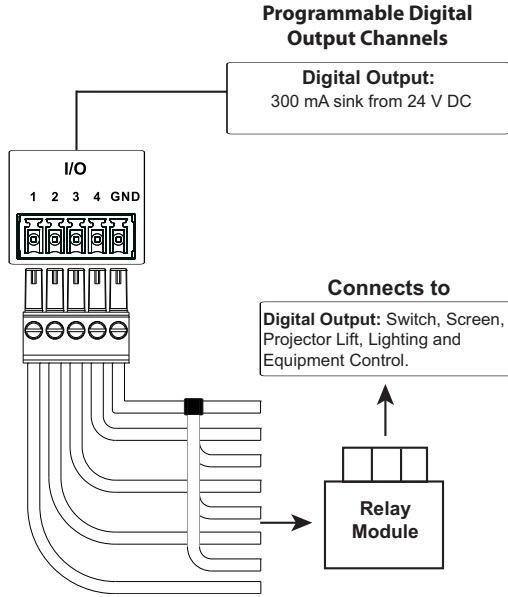 Programmable Digital
Output Channels
Digital Output:
300 mA sink from 24 V DC
I/O
1 2 3 4 GND
Connects to
Digital Output: Switch, Screen,
Projector Lift, Lighting and
Equipment Control.
Relay
Module